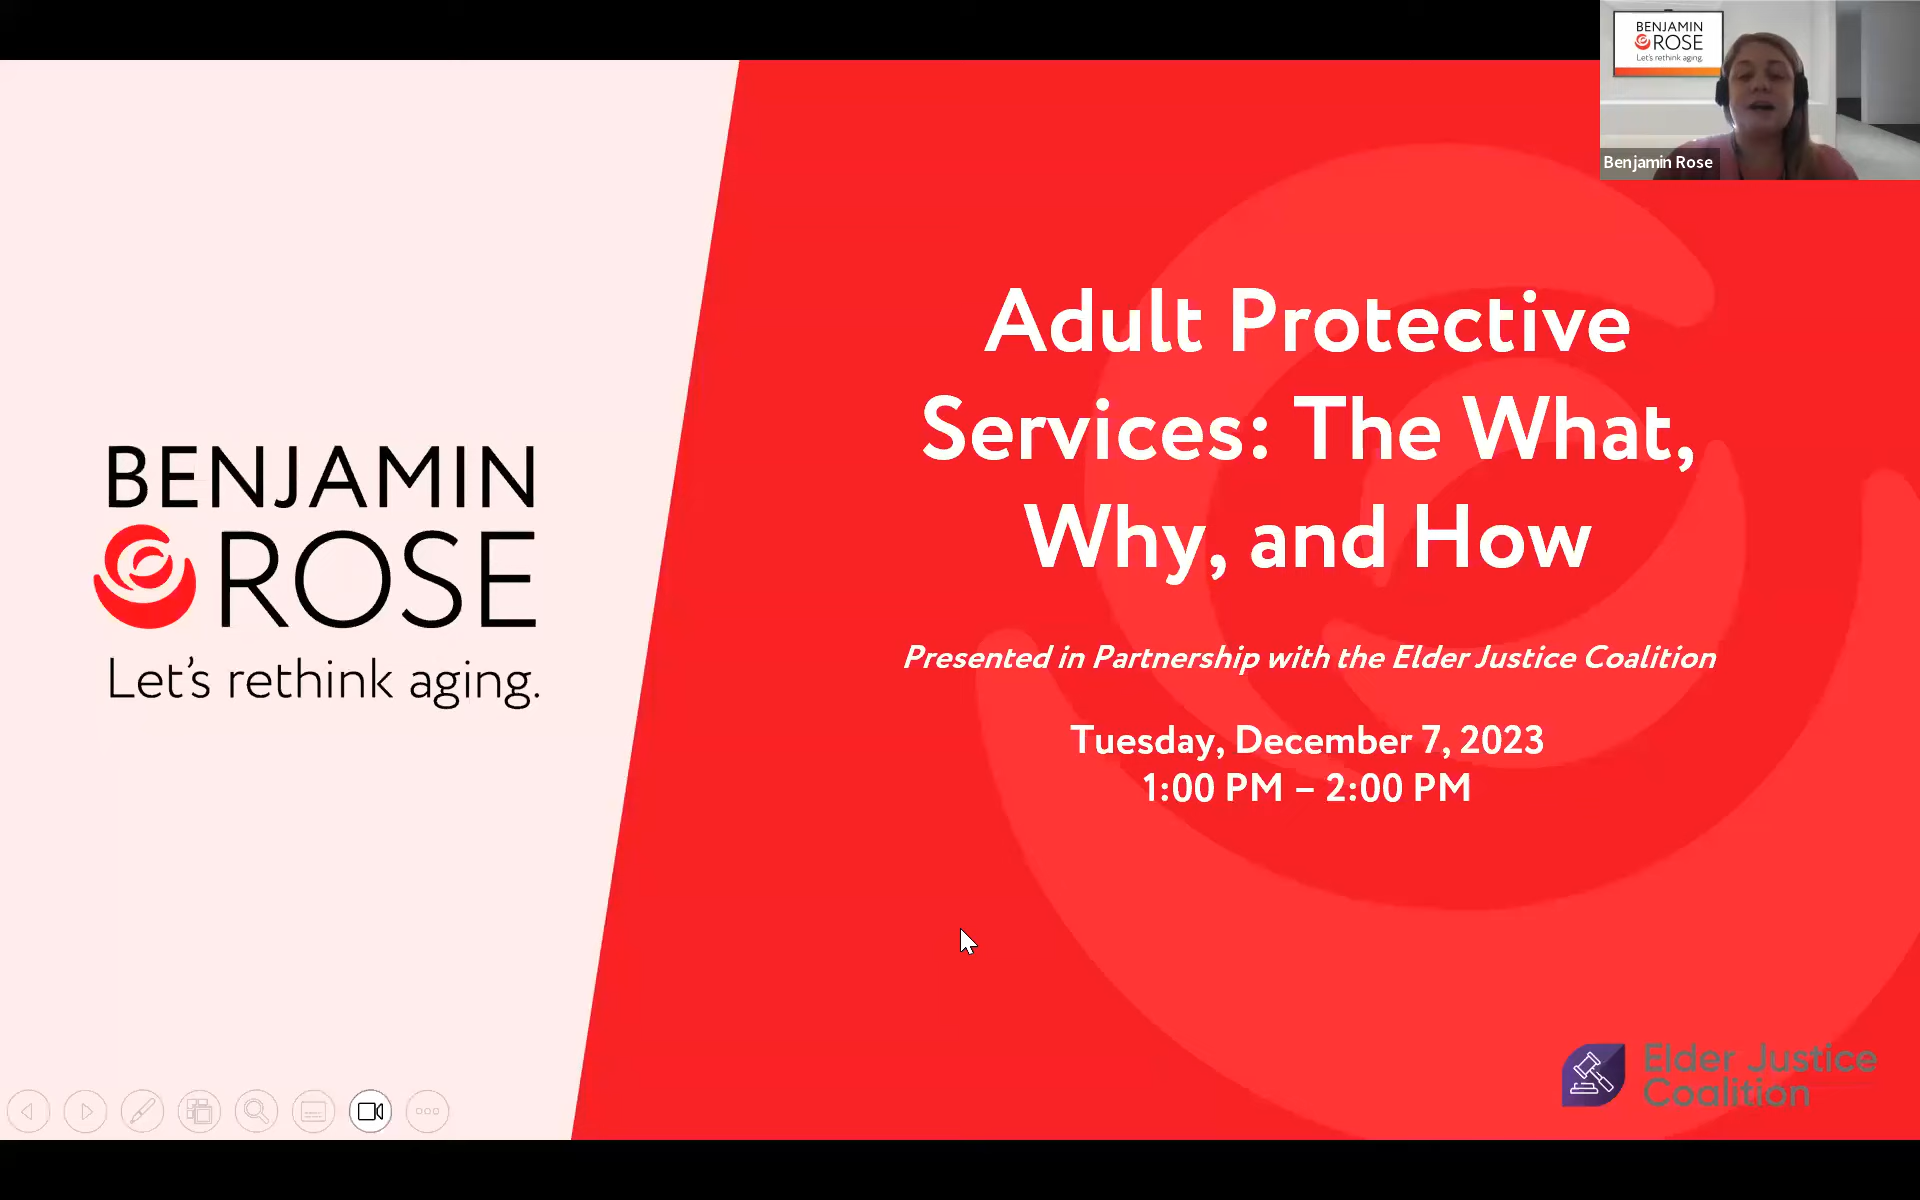 BENJAMIN
ROSE
Let's rethink aging.
Benjamin Rose
Adult Protective
Services: The What,
Why, and How
Presented in Partnership with the Elder Justice Coalition
Tuesday, December 7, 2023
1:00 PM – 2:00 PM
BENJAMIN
ROSE
Let's rethink aging.
Elder Justice
Coalition